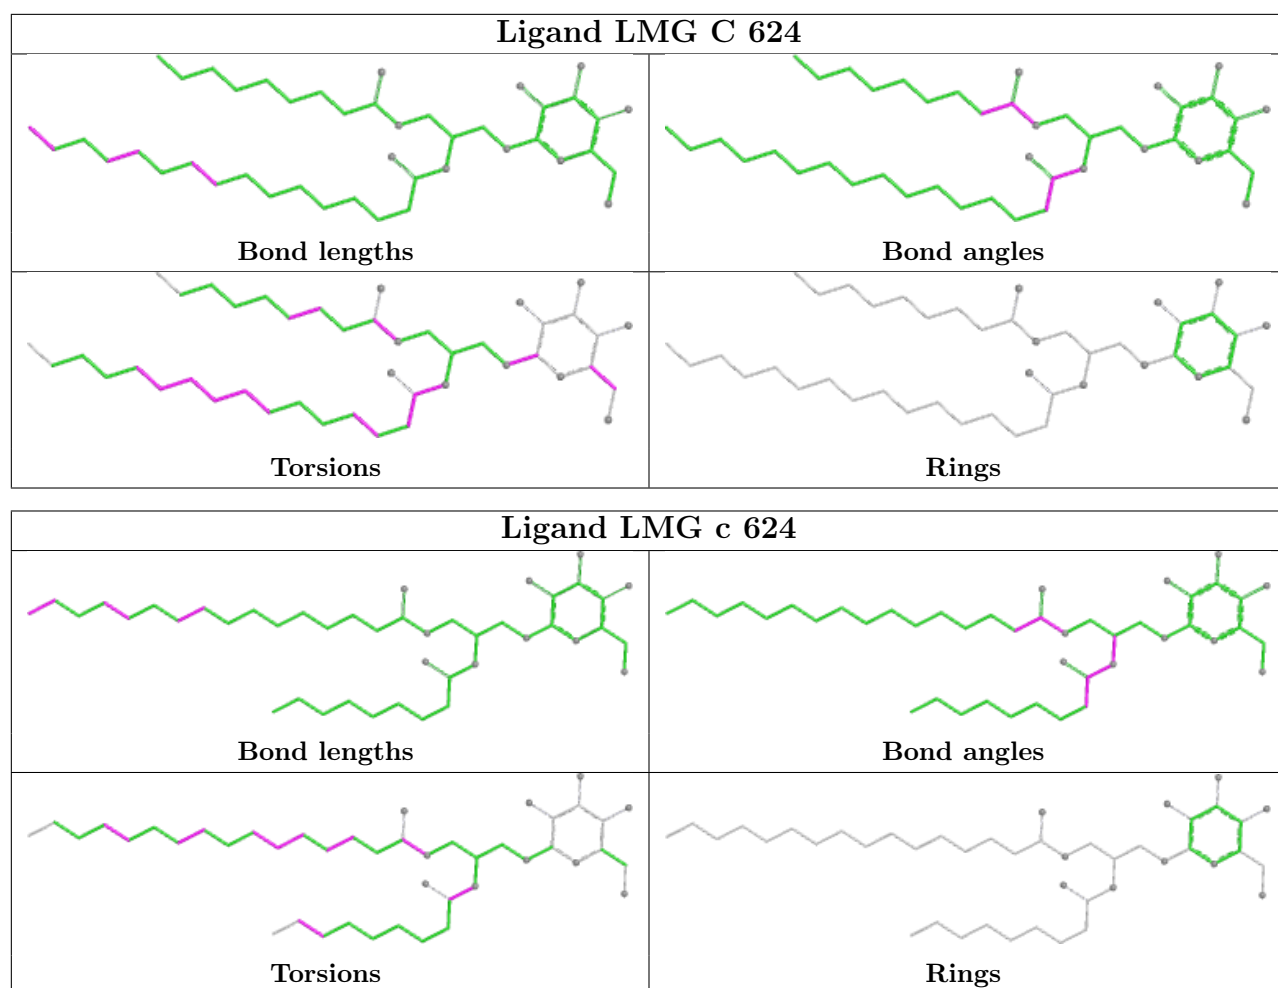 Ligand LMG C 624
Bond lengths
Bond angles
Torsions
Rings
Ligand LMG c 624
Bond lengths
Bond angles
Torsions
Rings